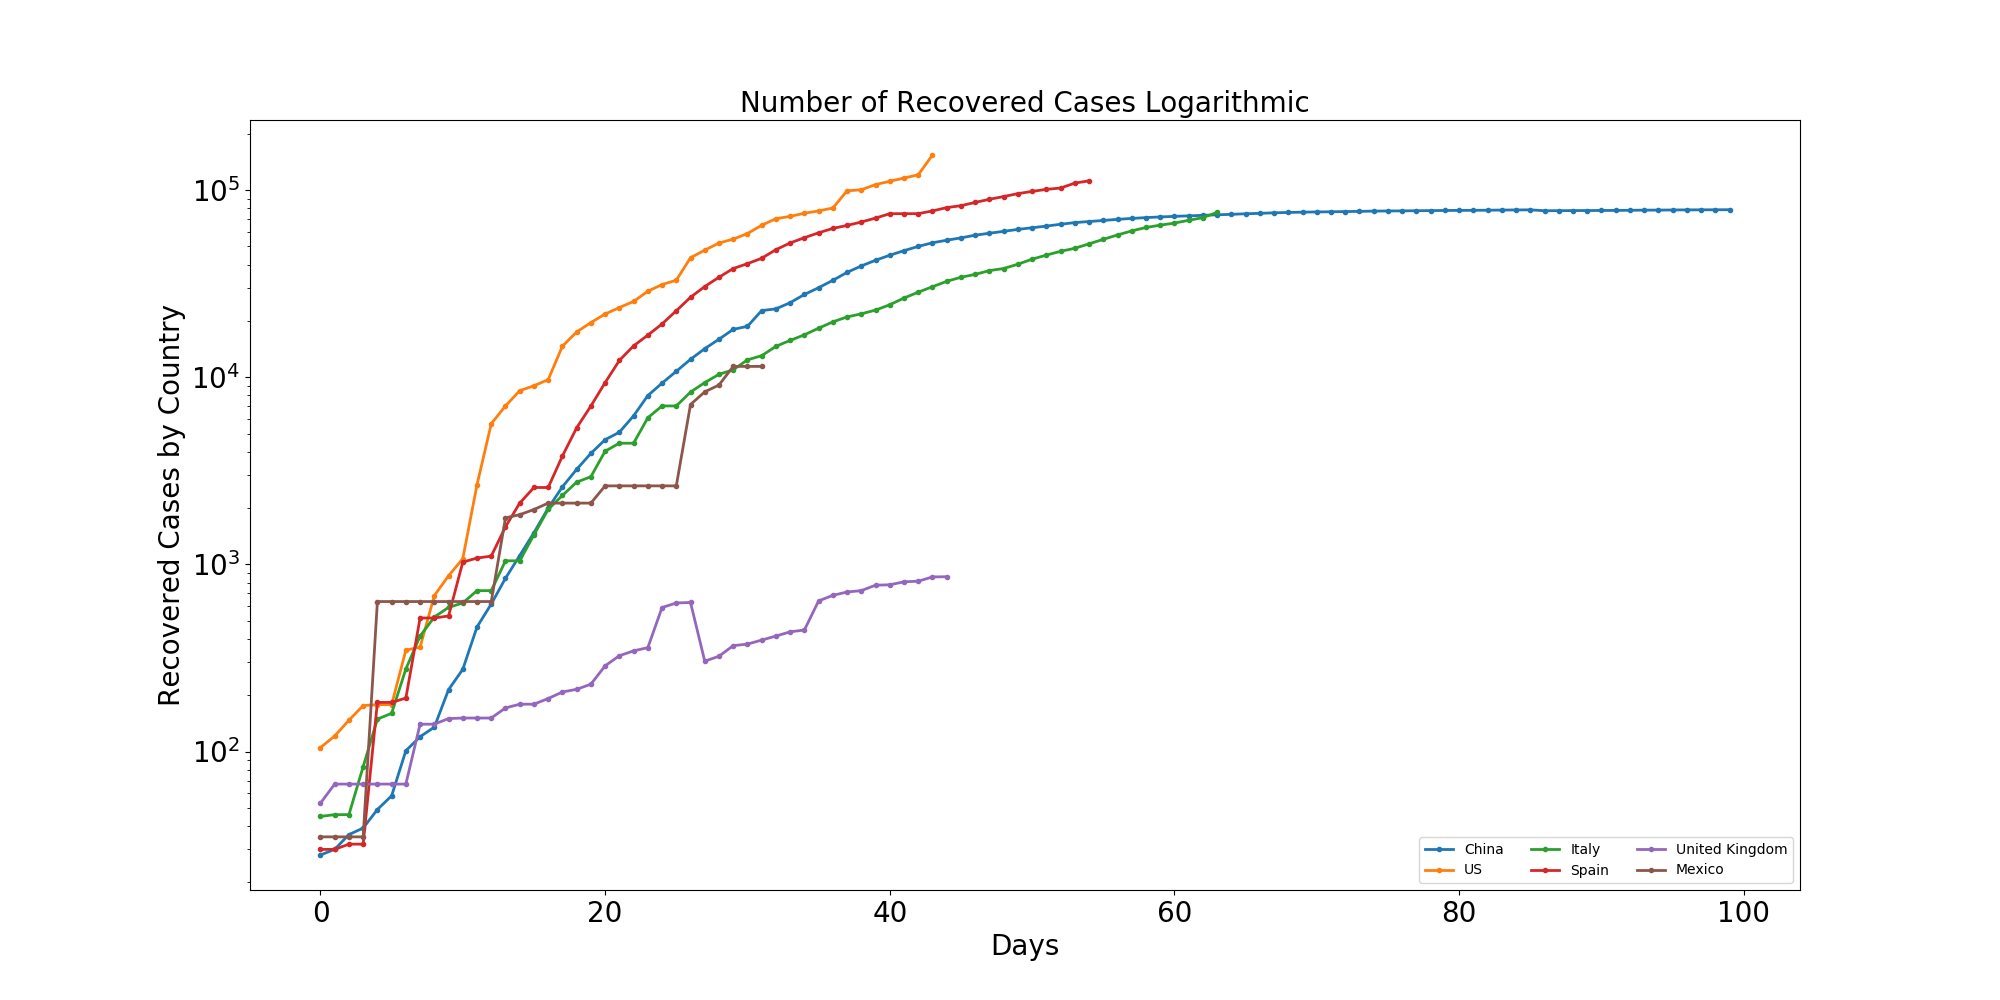 Number of Recovered Cases Logarithmic
Recovered Cases by Country
10^5
10^4
10^3
10^2
0 20 40 60 80 100
Days
China Italy United Kingdom
US Spain Mexico